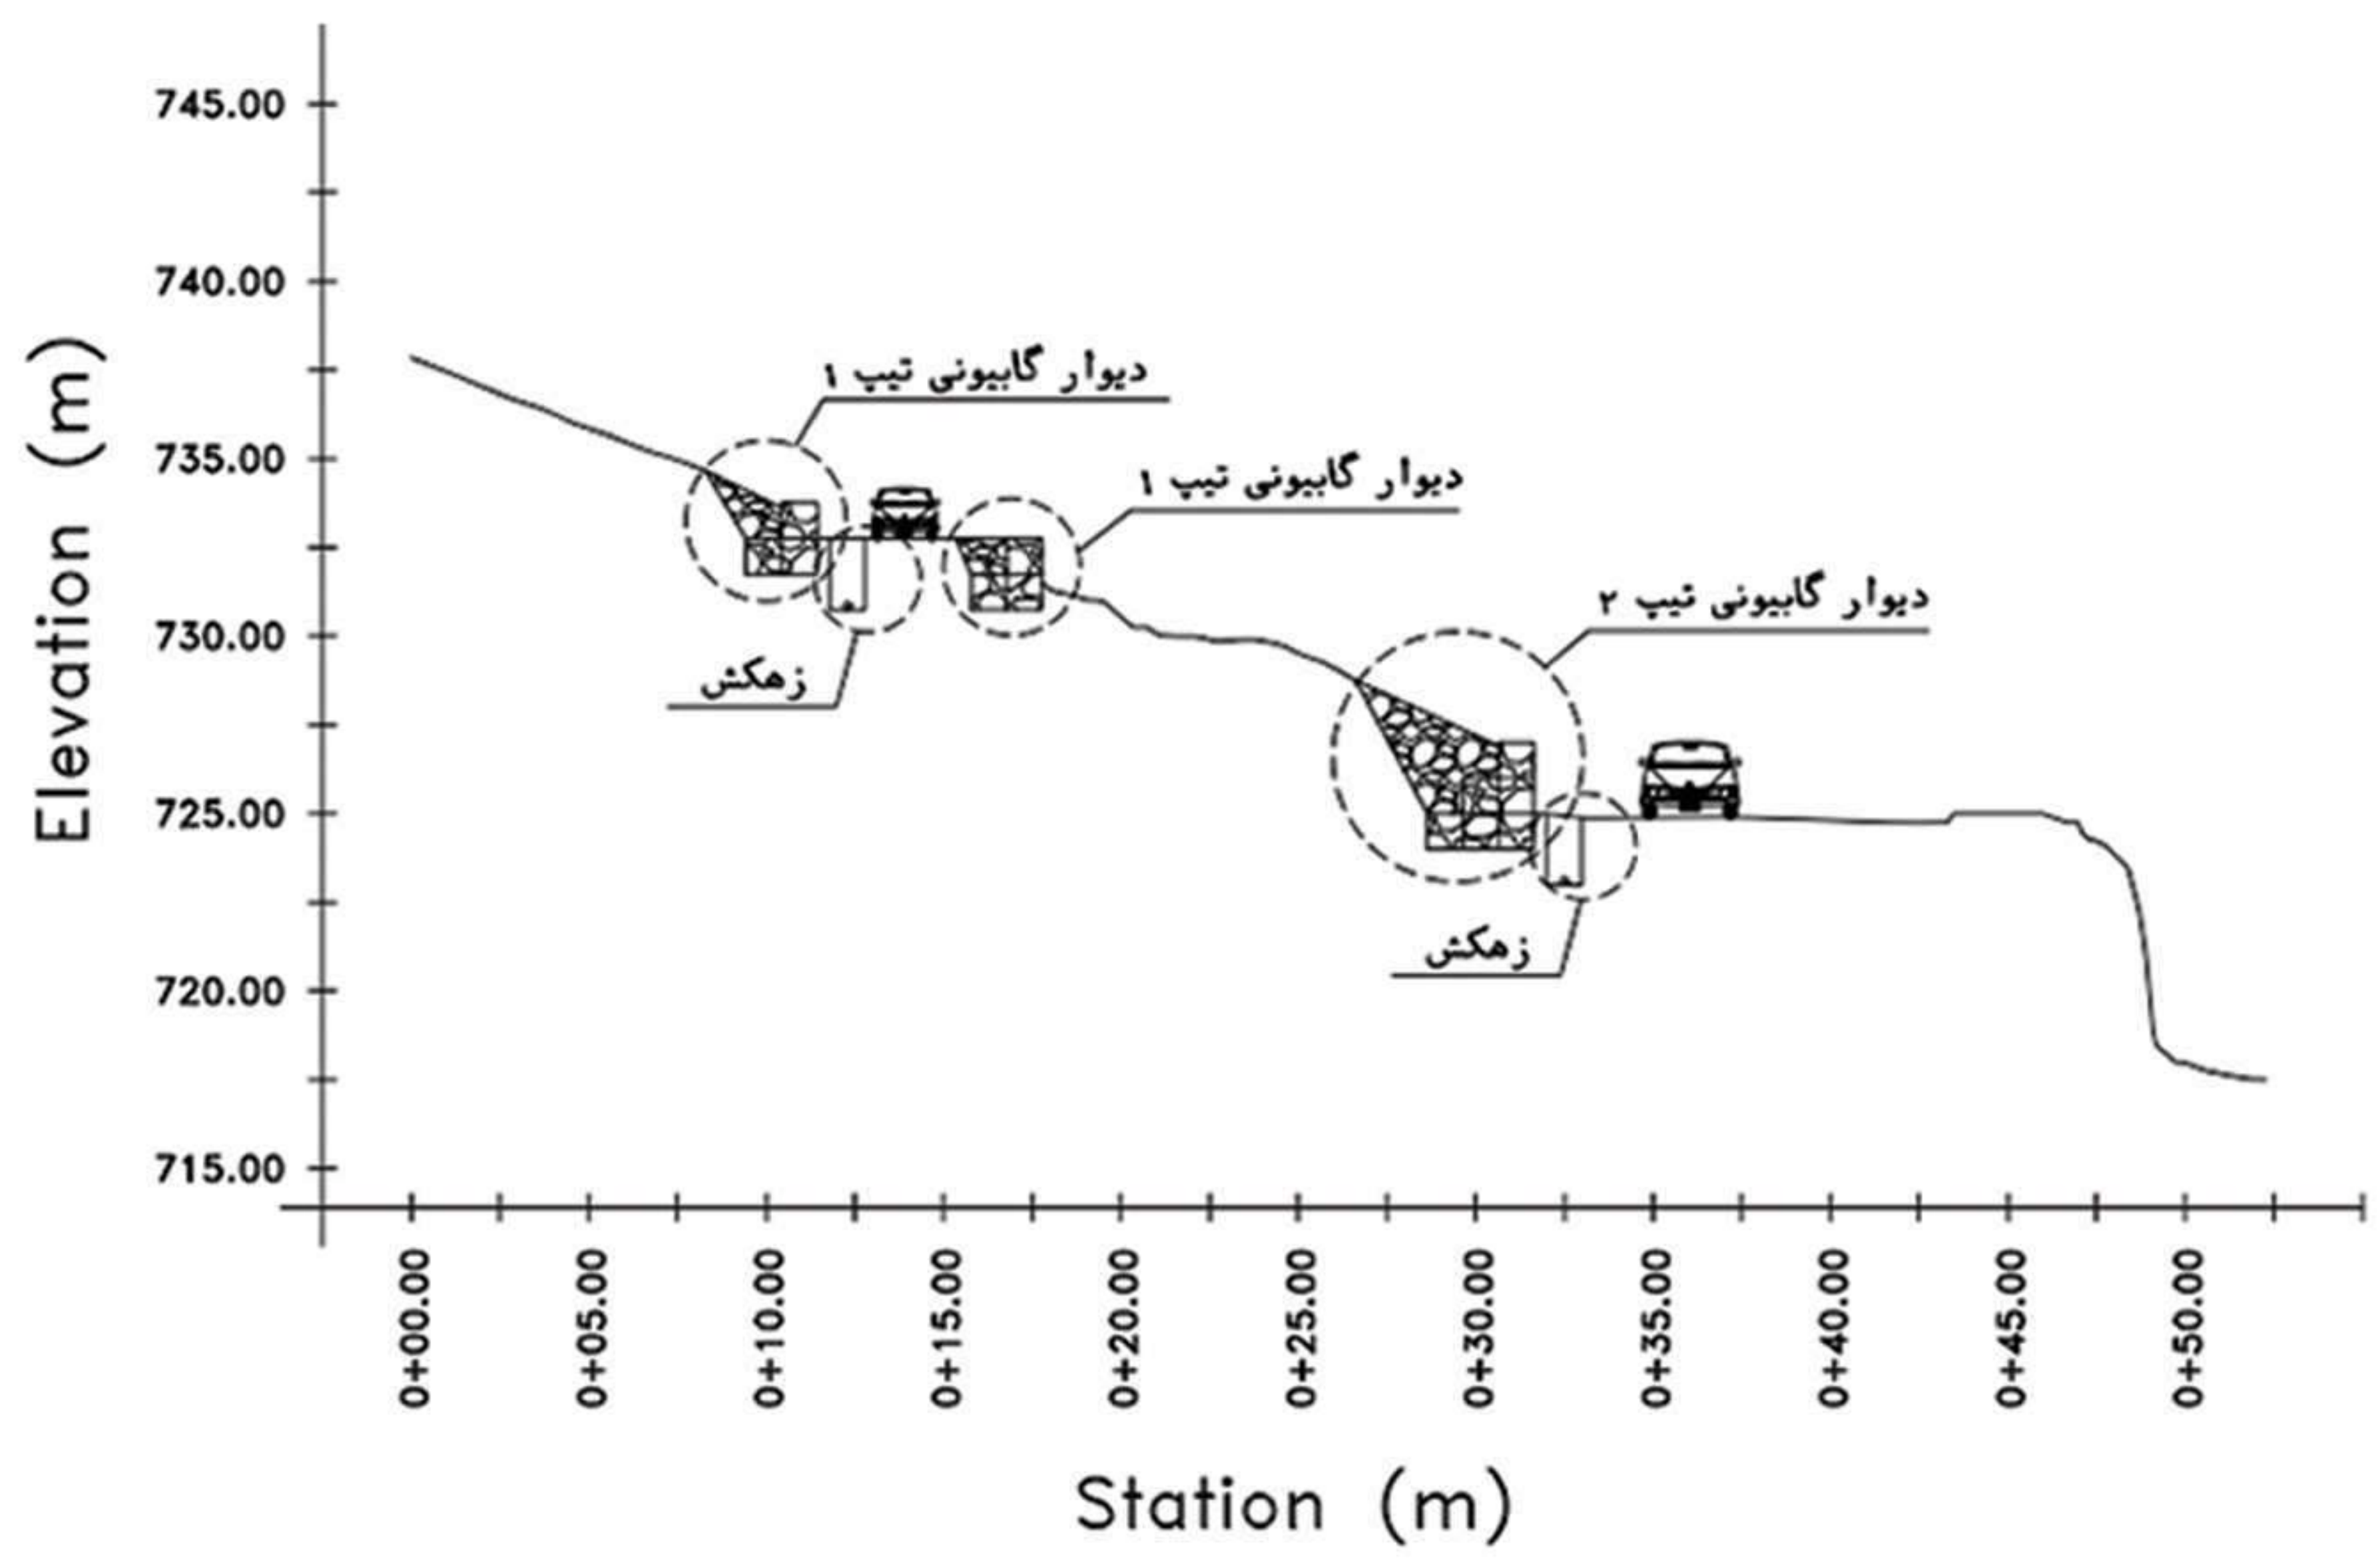 Elevation (m)
745.00
740.00
735.00
730.00
725.00
720.00
715.00
دیوار گابیونی تیپ ۱
دیوار گابیونی تیپ ۱
دیوار گابیونی تیپ ۲
زهکش
زهکش
0+00.00
0+05.00
0+10.00
0+15.00
0+20.00
0+25.00
0+30.00
0+35.00
0+40.00
0+45.00
0+50.00
Station (m)